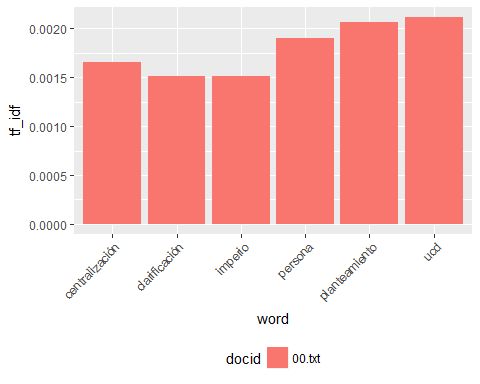 0.0020
0.0015
0.0010
0.0005
0.0000
tf_idf
centralización
clarificación
Imperio
persona
planteamiento
ucd
word
docid 00.txt